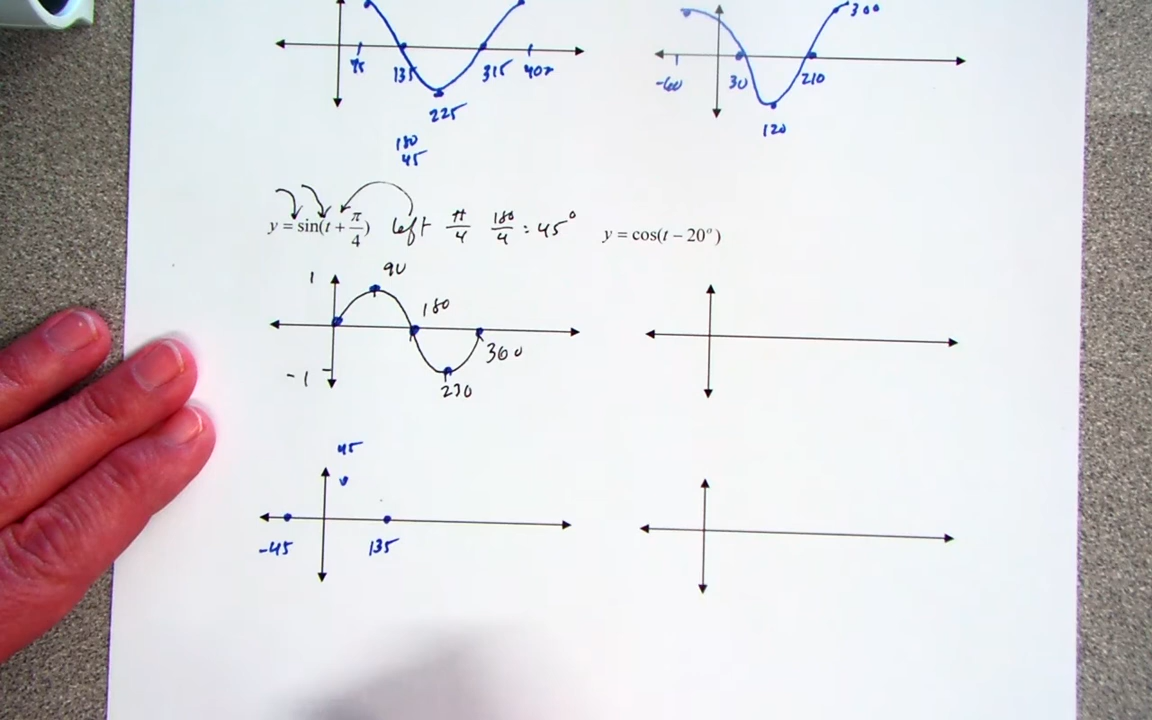 45 135 315 405
225
180
45
300
-60 30 210
120
y = sin(t + π/4) left π/4 180/4 = 45°
y = cos(t − 20°)
1 90
180
360
-1 230
45
-45 135